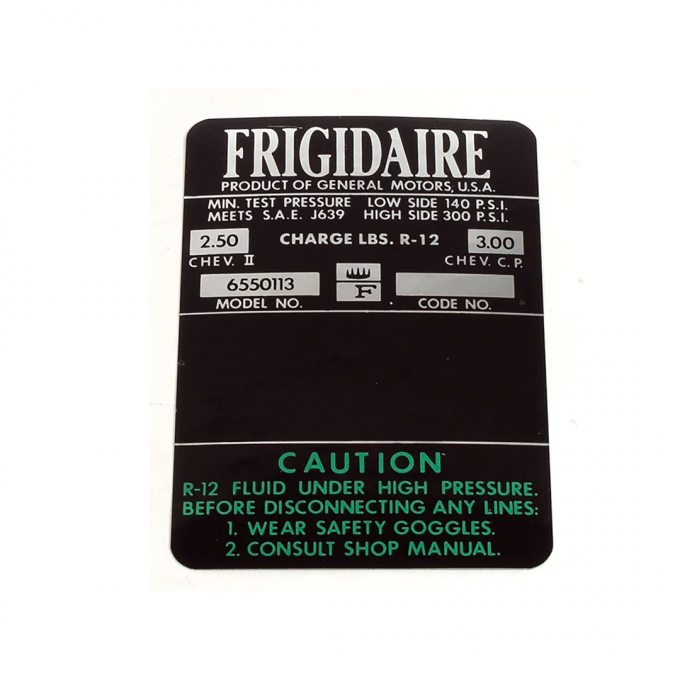 FRIGIDAIRE
PRODUCT OF GENERAL MOTORS, U.S.A.
MIN. TEST PRESSURE LOW SIDE 140 P.S.I.
MEETS S.A.E. J639 HIGH SIDE 300 P.S.I.
2.50 CHARGE LBS. R-12 3.00
CHEV. II CHEV. C.P.
6550113 F
MODEL NO. CODE NO.
CAUTION
R-12 FLUID UNDER HIGH PRESSURE.
BEFORE DISCONNECTING ANY LINES:
1. WEAR SAFETY GOGGLES.
2. CONSULT SHOP MANUAL.